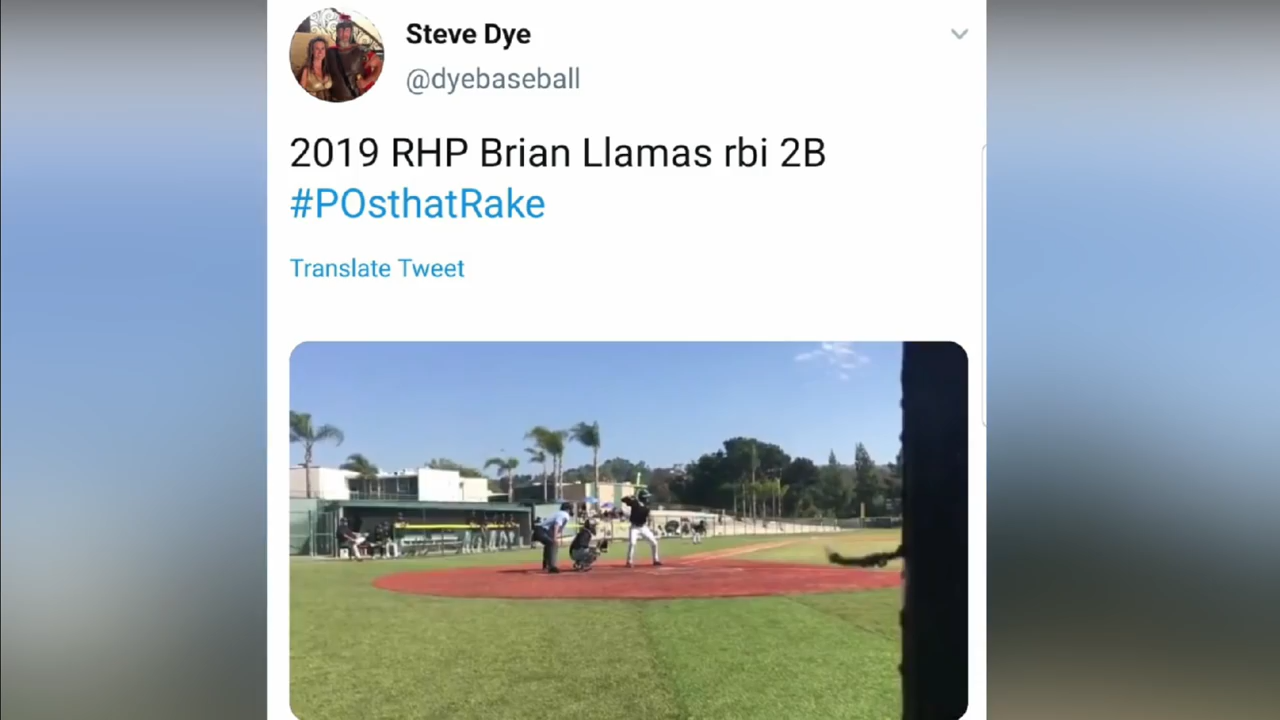 Steve Dye
@dyebaseball
2019 RHP Brian Llamas rbi 2B
#POsthatRake
Translate Tweet